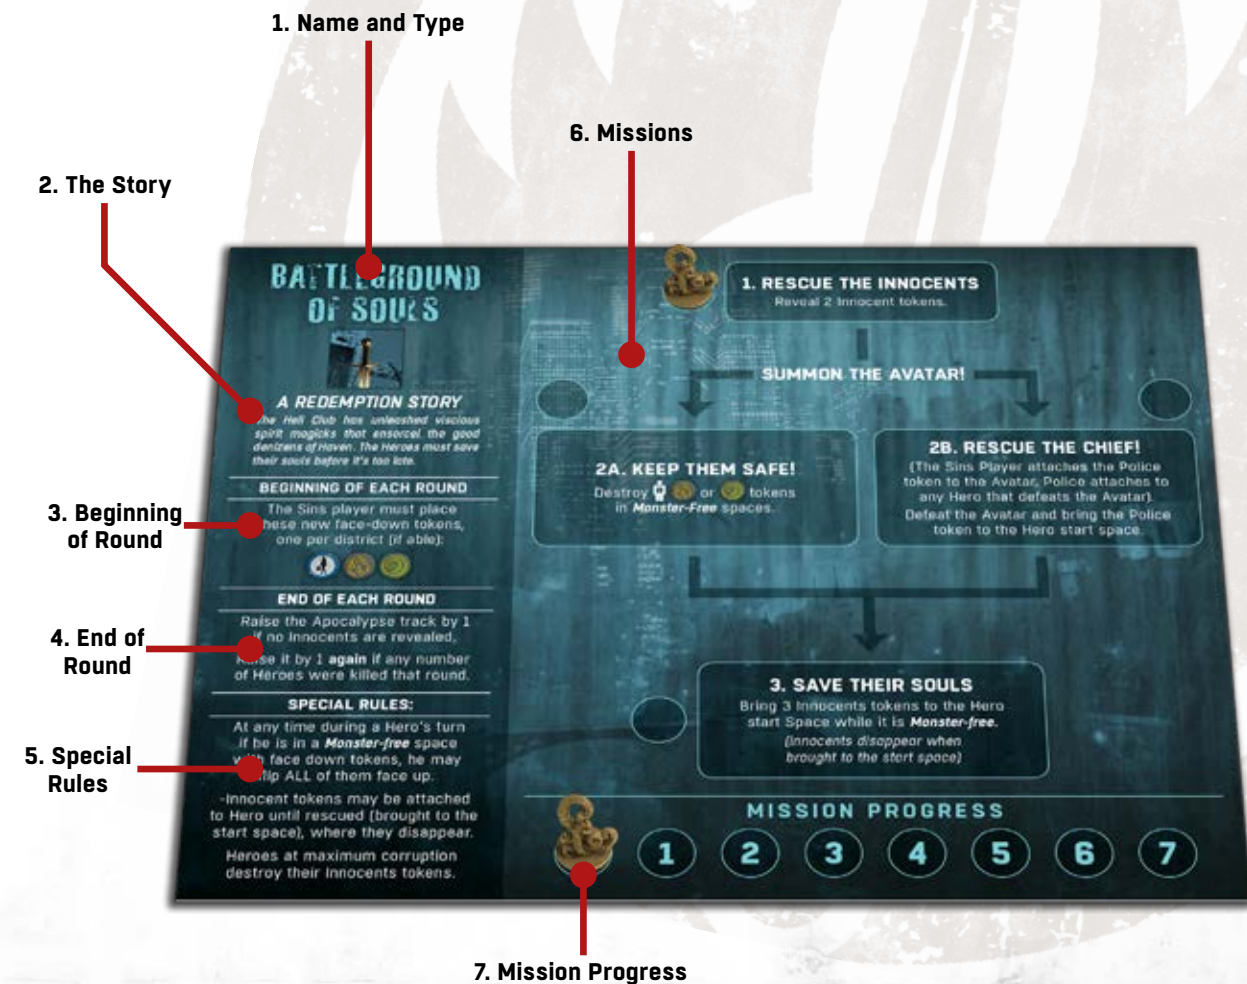 1. Name and Type
6. Missions
2. The Story
BATTLEGROUND
OF SOULS
A REDEMPTION STORY
The Hell Club has unleashed viscious
spirit magicks that ensorcel the good
denizens of Haven. The Heroes must save
their souls before it's too late.
3. Beginning
of Round
BEGINNING OF EACH ROUND
The Sins player must place
these new face-down tokens,
one per district (if able):
4. End of
Round
END OF EACH ROUND
Raise the Apocalypse track by 1
if no Innocents are revealed.
Raise it by 1 again if any number
of Heroes were killed that round.
5. Special
Rules
SPECIAL RULES:
At any time during a Hero's turn
if he is in a Monster-free space
with face down tokens, he may
flip ALL of them face up.
-Innocent tokens may be attached
to Hero until rescued (brought to the
start space), where they disappear.
Heroes at maximum corruption
destroy their Innocents tokens.
1. RESCUE THE INNOCENTS
Reveal 2 Innocent tokens.
SUMMON THE AVATAR!
2A. KEEP THEM SAFE!
Destroy or tokens
in Monster-Free spaces.
2B. RESCUE THE CHIEF!
(The Sins Player attaches the Police
token to the Avatar, Police attaches to
any Hero that defeats the Avatar).
Defeat the Avatar and bring the Police
token to the Hero start space.
3. SAVE THEIR SOULS
Bring 3 Innocents tokens to the Hero
start Space while it is Monster-free.
(Innocents disappear when
brought to the start space)
MISSION PROGRESS
1 2 3 4 5 6 7
7. Mission Progress